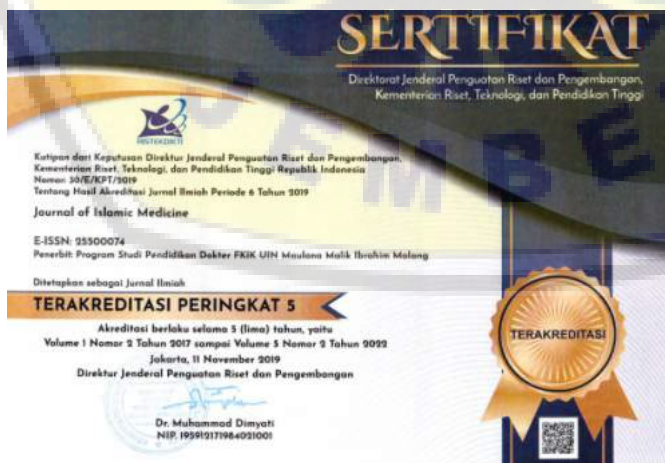 SERTIFIKAT
Direktorat Jenderal Penguatan Riset dan Pengembangan,
Kementerian Riset, Teknologi, dan Pendidikan Tinggi
RISTEKDIKTI
Kutipan dari Keputusan Direktur Jenderal Penguatan Riset dan Pengembangan,
Kementerian Riset, Teknologi, dan Pendidikan Tinggi Republik Indonesia
Nomor: 30/E/KPT/2019
Tentang Hasil Akreditasi Jurnal Ilmiah Periode 6 Tahun 2019
Journal of Islamic Medicine
E-ISSN: 25500074
Penerbit: Program Studi Pendidikan Dokter FKIK UIN Maulana Malik Ibrahim Malang
Ditetapkan sebagai Jurnal Ilmiah
TERAKREDITASI PERINGKAT 5
Akreditasi berlaku selama 5 (lima) tahun, yaitu
Volume 1 Nomor 2 Tahun 2017 sampai Volume 5 Nomor 2 Tahun 2022
Jakarta, 11 November 2019
Direktur Jenderal Penguatan Riset dan Pengembangan
Dr. Muhammad Dimyati
NIP. 195912171984021001
TERAKREDITASI